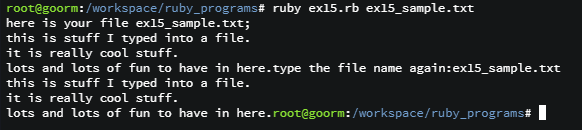 root@goorm:/workspace/ruby_programs# ruby ex15.rb ex15_sample.txt
here is your file ex15_sample.txt;
this is stuff I typed into a file.
it is really cool stuff.
lots and lots of fun to have in here.type the file name again:ex15_sample.txt
this is stuff I typed into a file.
it is really cool stuff.
lots and lots of fun to have in here.root@goorm:/workspace/ruby_programs#